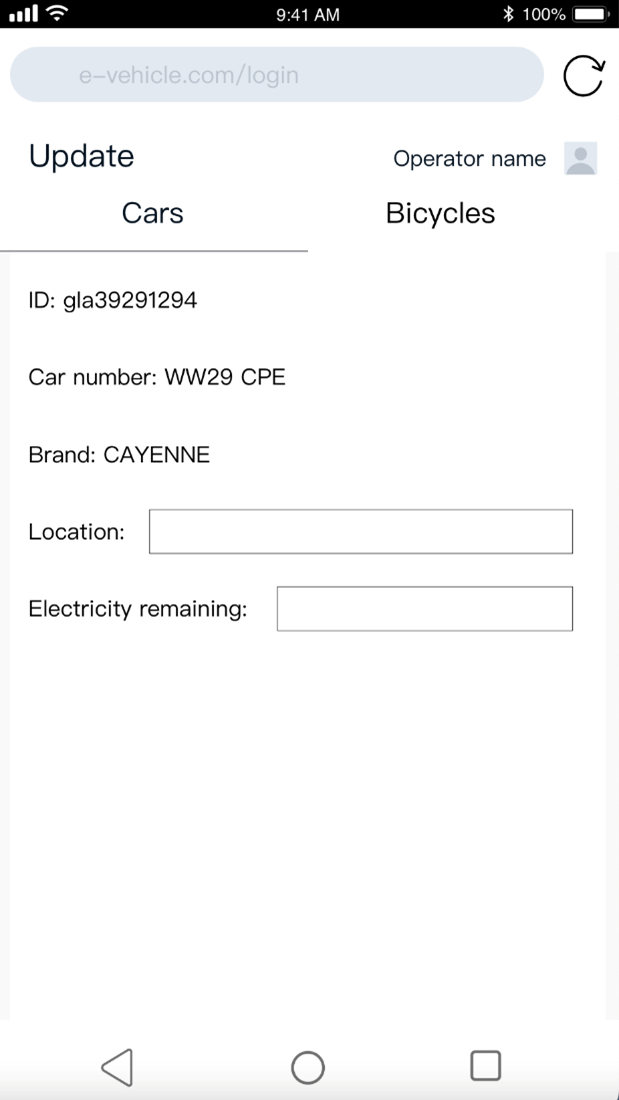 9:41 AM
100%
e-vehicle.com/login
Update
Operator name
Cars
Bicycles
ID: gla39291294
Car number: WW29 CPE
Brand: CAYENNE
Location:
Electricity remaining: